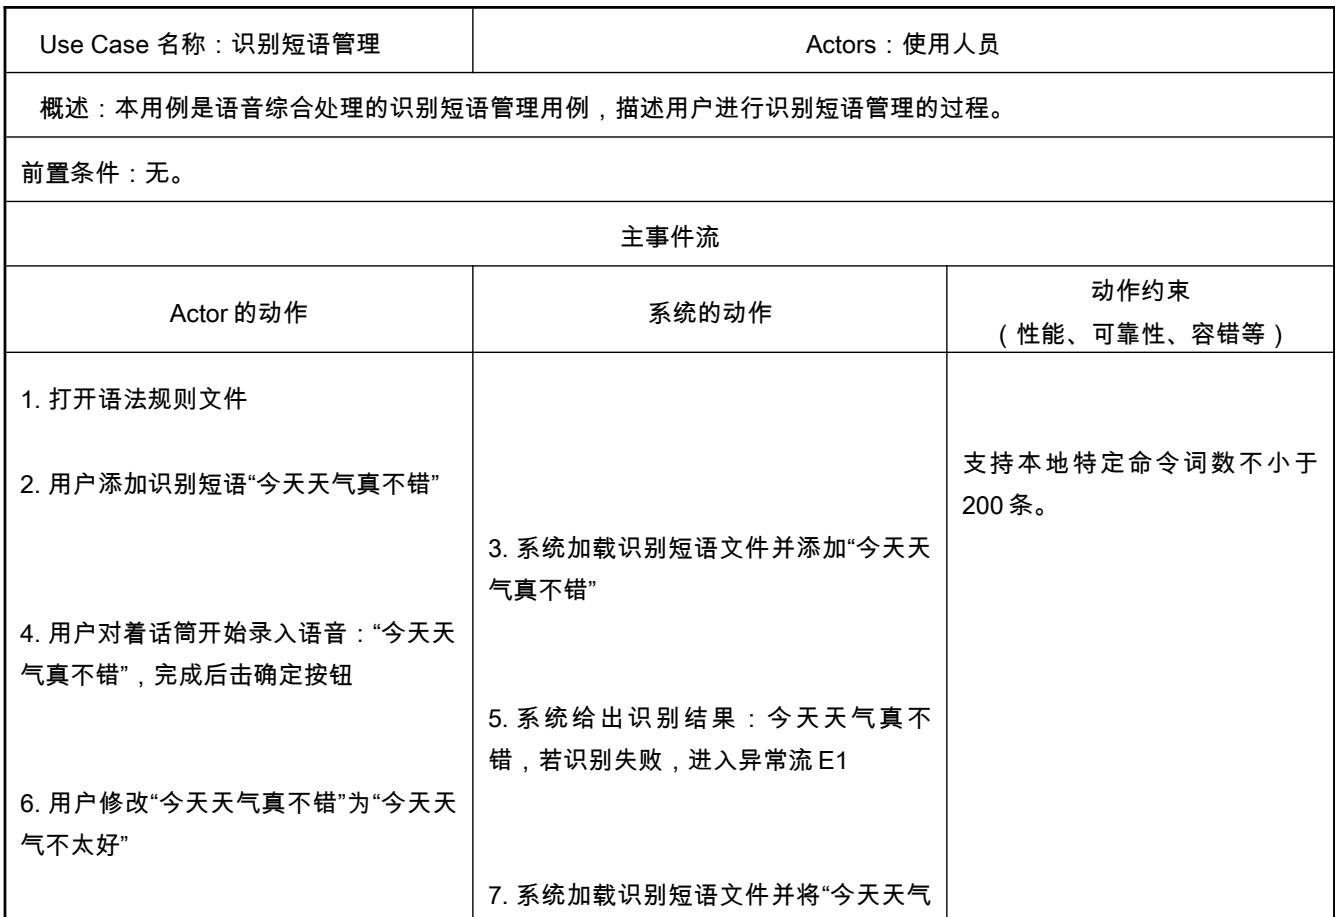 Use Case 名称：识别短语管理
Actors：使用人员
概述：本用例是语音综合处理的识别短语管理用例，描述用户进行识别短语管理的过程。
前置条件：无。
主事件流
Actor 的动作
系统的动作
动作约束
（性能、可靠性、容错等）
1. 打开语法规则文件
2. 用户添加识别短语“今天天气真不错”
支持本地特定命令词数不小于
200 条。
3. 系统加载识别短语文件并添加“今天天
气真不错”
4. 用户对着话筒开始录入语音：“今天天
气真不错”，完成后击确定按钮
5. 系统给出识别结果：今天天气真不
错，若识别失败，进入异常流 E1
6. 用户修改“今天天气真不错”为“今天天
气不太好”
7. 系统加载识别短语文件并将“今天天气